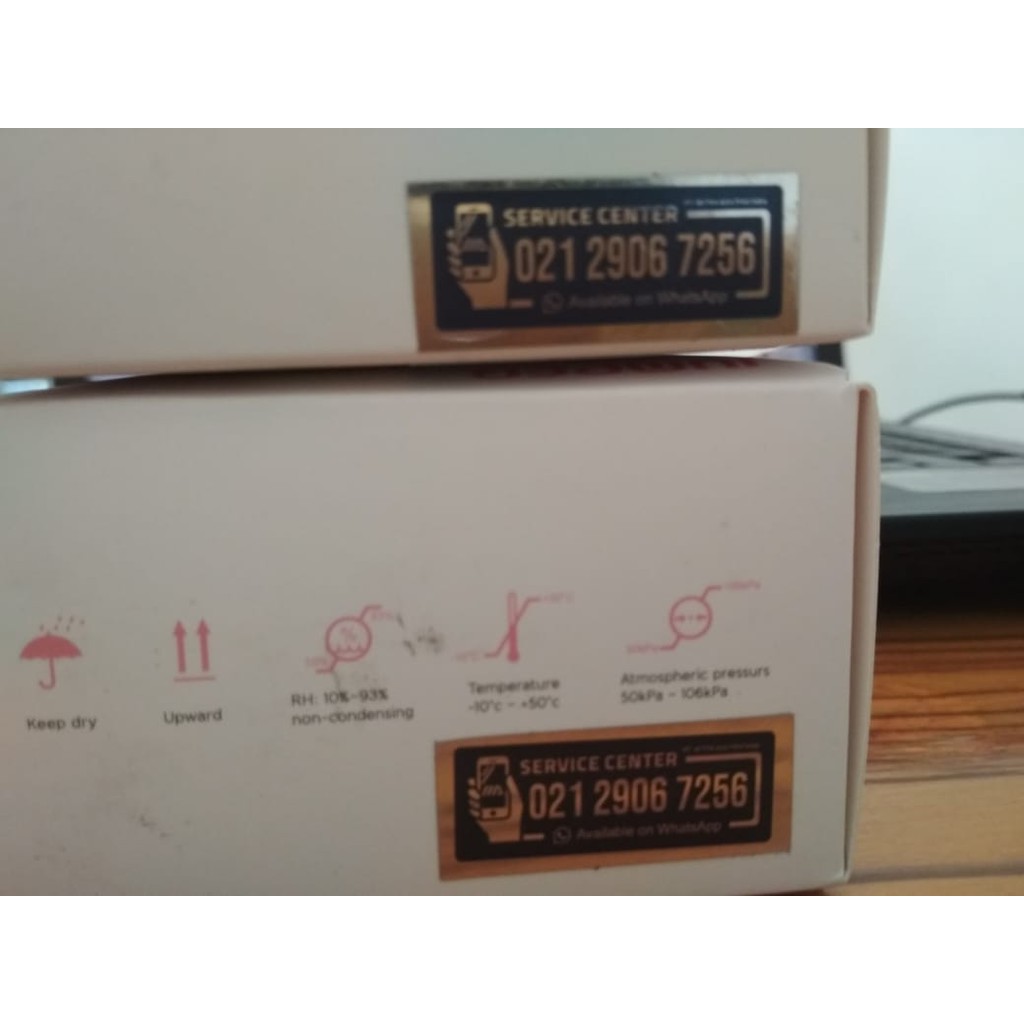 SERVICE CENTER
021 2906 7256
Available on WhatsApp
Keep dry
Upward
RH: 10%-93%
non-condensing
Temperature
-10°c ~ +50°c
Atmospheric pressurs
50kPa ~ 106kPa
SERVICE CENTER
021 2906 7256
Available on WhatsApp